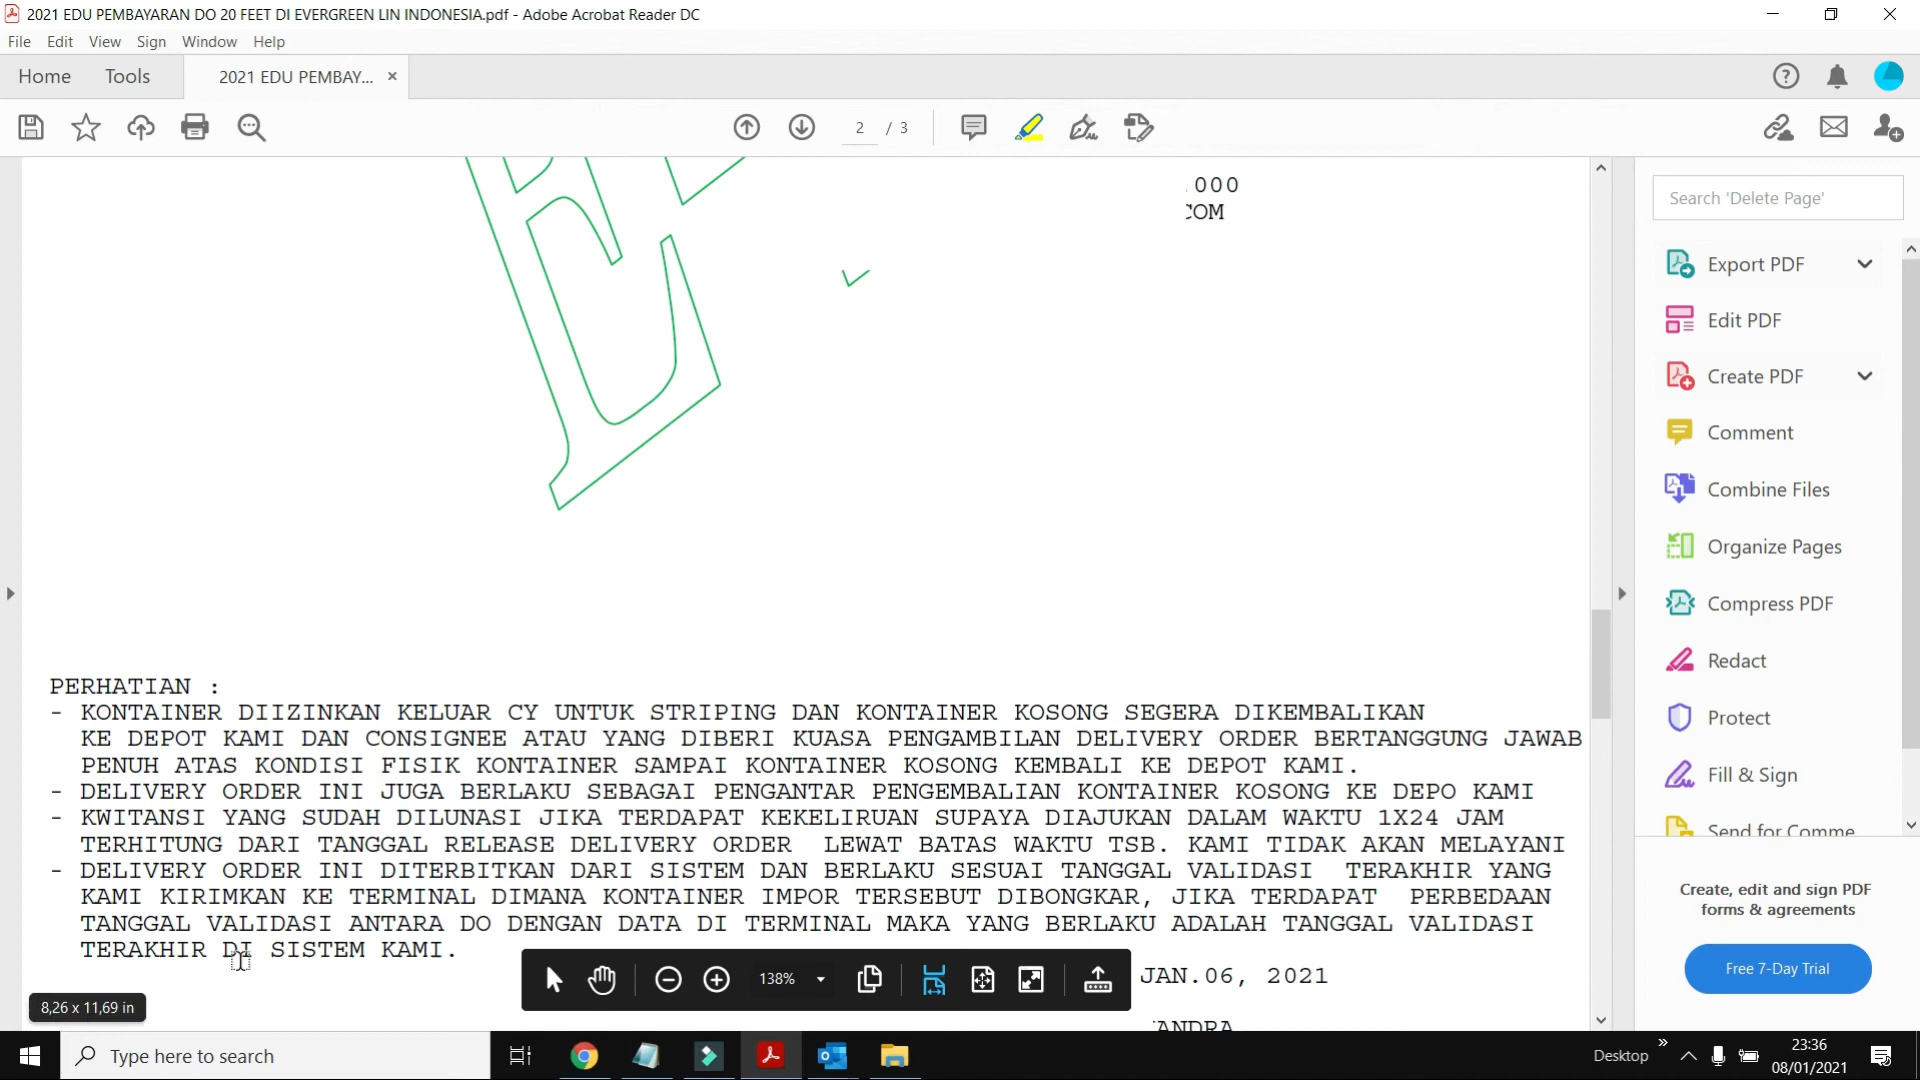 2021 EDU PEMBAYARAN DO 20 FEET DI EVERGREEN LIN INDONESIA.pdf - Adobe Acrobat Reader DC
File Edit View Sign Window Help
Home Tools 2021 EDU PEMBAY... ×
2 / 3
.000
COM
PERHATIAN :
- KONTAINER DIIZINKAN KELUAR CY UNTUK STRIPING DAN KONTAINER KOSONG SEGERA DIKEMBALIKAN
KE DEPOT KAMI DAN CONSIGNEE ATAU YANG DIBERI KUASA PENGAMBILAN DELIVERY ORDER BERTANGGUNG JAWAB
PENUH ATAS KONDISI FISIK KONTAINER SAMPAI KONTAINER KOSONG KEMBALI KE DEPOT KAMI.
- DELIVERY ORDER INI JUGA BERLAKU SEBAGAI PENGANTAR PENGEMBALIAN KONTAINER KOSONG KE DEPO KAMI
- KWITANSI YANG SUDAH DILUNASI JIKA TERDAPAT KEKELIRUAN SUPAYA DIAJUKAN DALAM WAKTU 1X24 JAM
TERHITUNG DARI TANGGAL RELEASE DELIVERY ORDER LEWAT BATAS WAKTU TSB. KAMI TIDAK AKAN MELAYANI
- DELIVERY ORDER INI DITERBITKAN DARI SISTEM DAN BERLAKU SESUAI TANGGAL VALIDASI TERAKHIR YANG
KAMI KIRIMKAN KE TERMINAL DIMANA KONTAINER IMPOR TERSEBUT DIBONGKAR, JIKA TERDAPAT PERBEDAAN
TANGGAL VALIDASI ANTARA DO DENGAN DATA DI TERMINAL MAKA YANG BERLAKU ADALAH TANGGAL VALIDASI
TERAKHIR DI SISTEM KAMI.
138%
JAN.06, 2021
8,26 x 11,69 in
ANDRA
Search 'Delete Page'
Export PDF
Edit PDF
Create PDF
Comment
Combine Files
Organize Pages
Compress PDF
Redact
Protect
Fill & Sign
Send for Comme
Create, edit and sign PDF
forms & agreements
Free 7-Day Trial
Type here to search
Desktop
23:36
08/01/2021